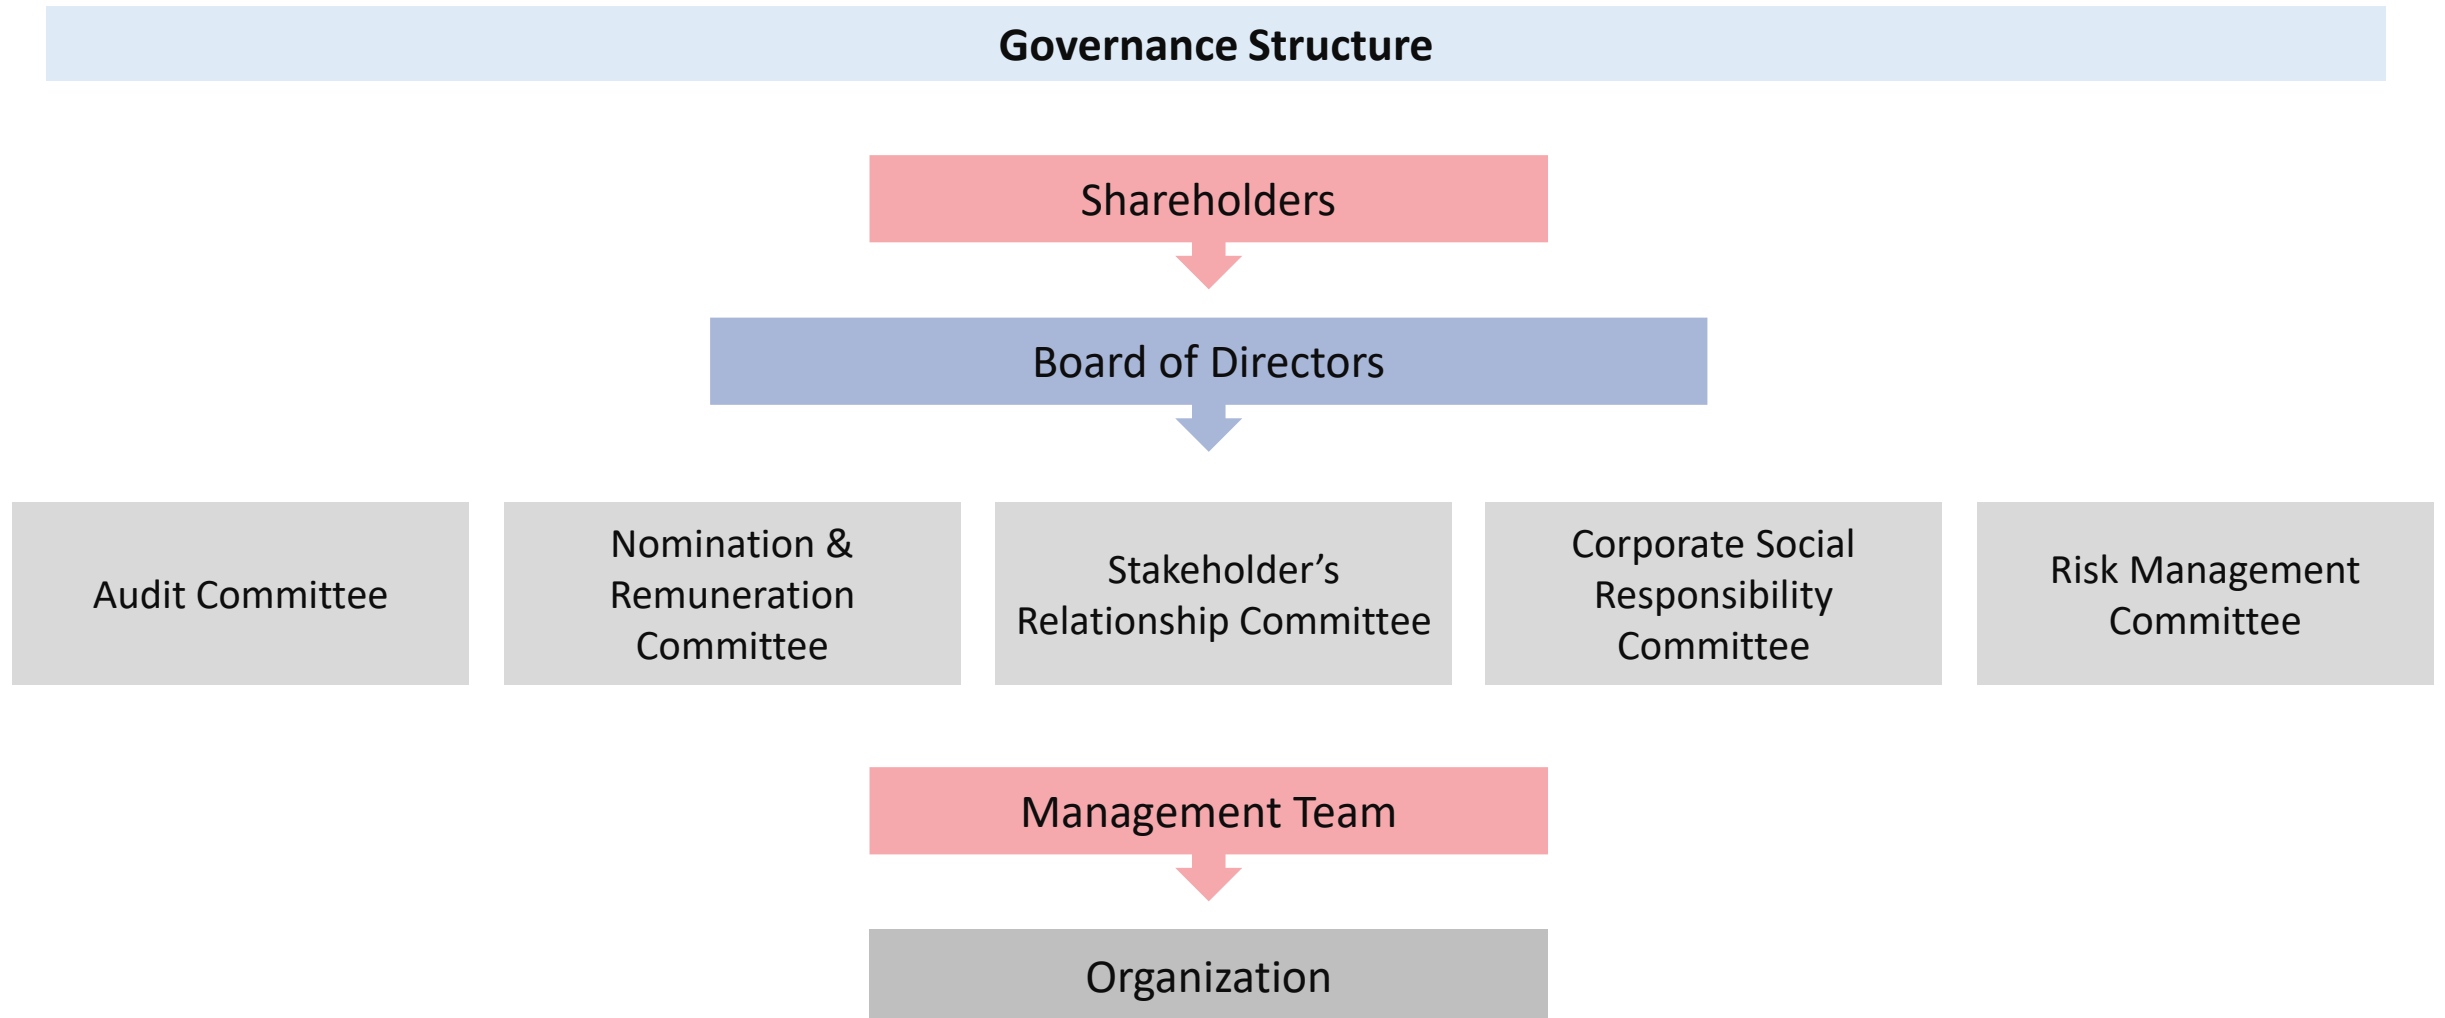 Governance Structure
Shareholders
Board of Directors
Audit Committee
Nomination &
Remuneration
Committee
Stakeholder’s
Relationship Committee
Corporate Social
Responsibility
Committee
Risk Management
Committee
Management Team
Organization